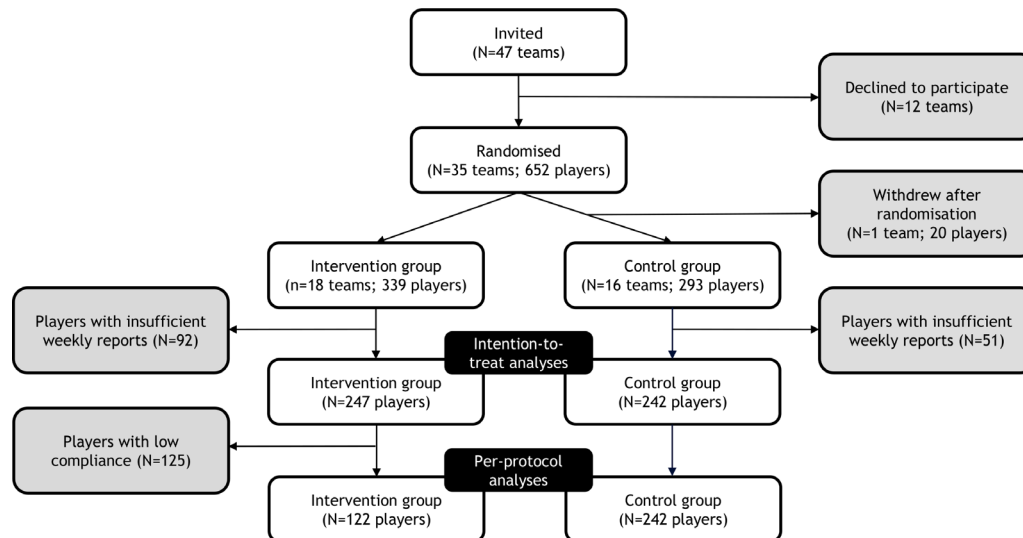 Invited
(N=47 teams)
Declined to participate
(N=12 teams)
Randomised
(N=35 teams; 652 players)
Withdrew after
randomisation
(N=1 team; 20 players)
Intervention group
(n=18 teams; 339 players)
Control group
(N=16 teams; 293 players)
Players with insufficient
weekly reports (N=92)
Players with insufficient
weekly reports (N=51)
Intention-to-
treat analyses
Intervention group
(N=247 players)
Control group
(N=242 players)
Players with low
compliance (N=125)
Per-protocol
analyses
Intervention group
(N=122 players)
Control group
(N=242 players)